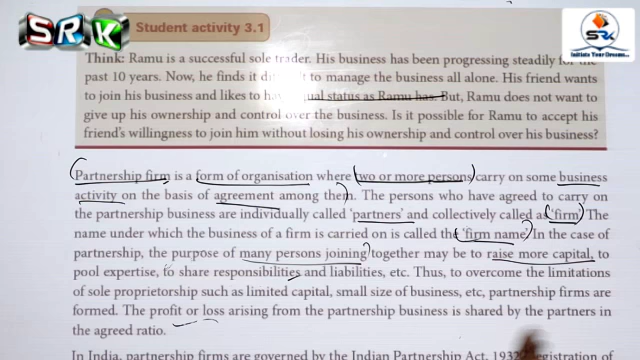 SRK
Student activity 3.1
SRK
Initiate Your Dreams...
Think: Ramu is a successful sole trader. His business has been progressing steadily for the
past 10 years. Now, he finds it to manage the business all alone. His friend wants
to join his business and likes to have equal status as Ramu has. But, Ramu does not want to
give up his ownership and control over the business. Is it possible for Ramu to accept his
friend's willingness to join him without losing his ownership and control over his business?
Partnership firm is a form of organisation where two or more persons carry on some business
activity on the basis of agreement among them. The persons who have agreed to carry on
the partnership business are individually called 'partners' and collectively called as 'firm'. The
name under which the business of a firm is carried on is called the 'firm name'. In the case of
partnership, the purpose of many persons joining together may be to raise more capital,
to pool expertise, to share responsibilities and liabilities, etc. Thus, to overcome the limitations
of sole proprietorship such as limited capital, small size of business, etc, partnership firms are
formed. The profit or loss arising from the partnership business is shared by the partners in
the agreed ratio.
In India, partnership firms are governed by the Indian Partnership Act, 1932. Registration of